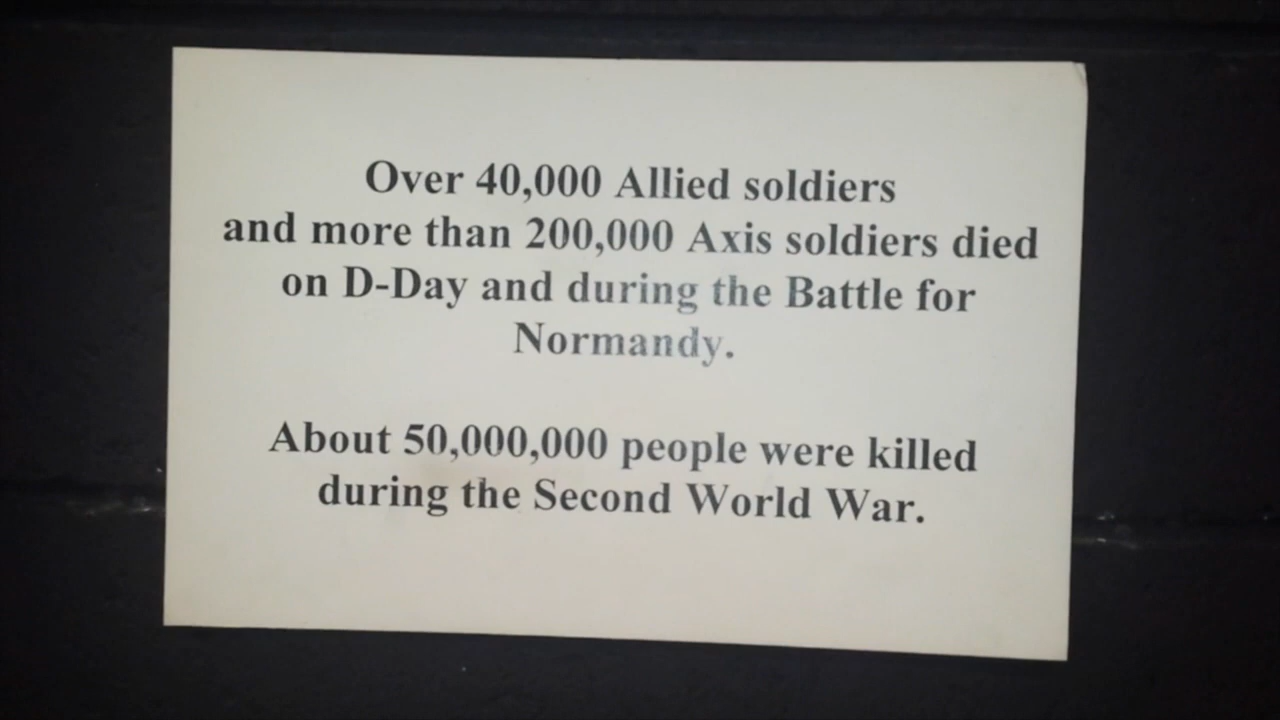 Over 40,000 Allied soldiers
and more than 200,000 Axis soldiers died
on D-Day and during the Battle for
Normandy.
About 50,000,000 people were killed
during the Second World War.